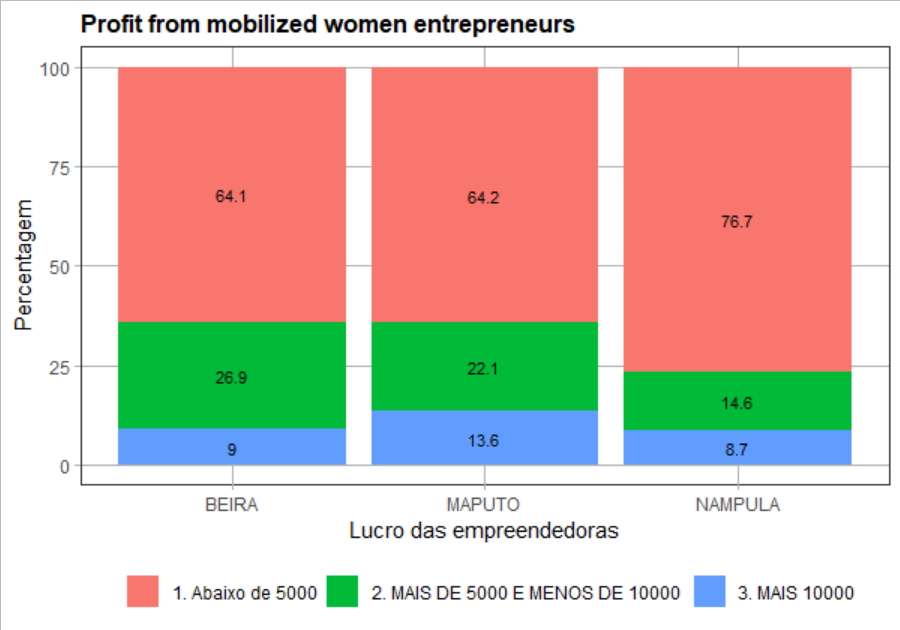 Profit from mobilized women entrepreneurs
Percentagem
100
75
50
25
0
64.1
64.2
76.7
26.9
22.1
14.6
9
13.6
8.7
BEIRA MAPUTO NAMPULA
Lucro das empreendedoras
1. Abaixo de 5000 2. MAIS DE 5000 E MENOS DE 10000 3. MAIS 10000